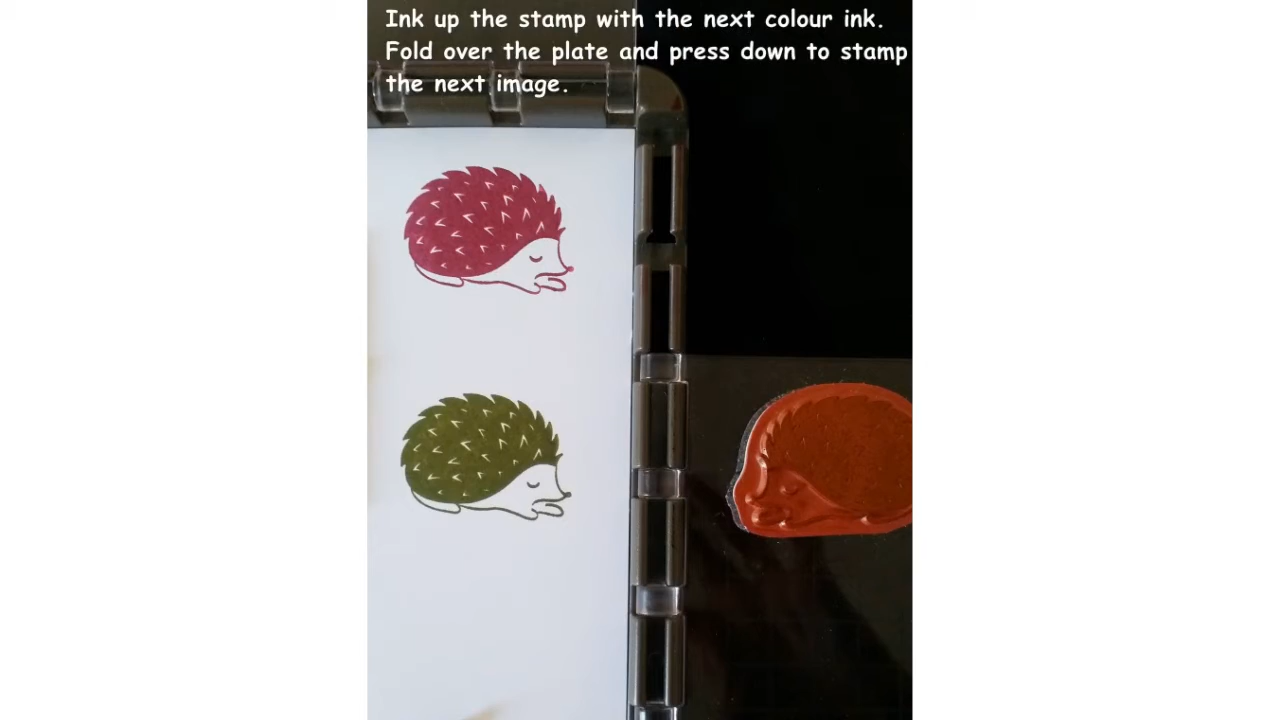 Ink up the stamp with the next colour ink.
Fold over the plate and press down to stamp
the next image.